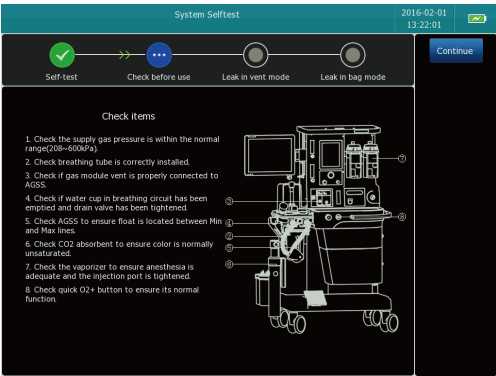 System Selftest
2016-02-01
13:22:01
Self-test
Check before use
Leak in vent mode
Leak in bag mode
Continue
Check items
1. Check the supply gas pressure is within the normal
range(208~600kPa).
2. Check breathing tube is correctly installed.
3. Check if gas module vent is properly connected to
AGSS.
4. Check if water cup in breathing circuit has been
emptied and drain valve has been tightened.
5. Check AGSS to ensure float is located between Min
and Max lines.
6. Check CO2 absorbent to ensure color is normally
unsaturated.
7. Check the vaporizer to ensure anesthesia is
adequate and the injection port is tightened.
8. Check quick O2+ button to ensure its normal
function.
⑦
③
⑧
④
②
⑤
⑥